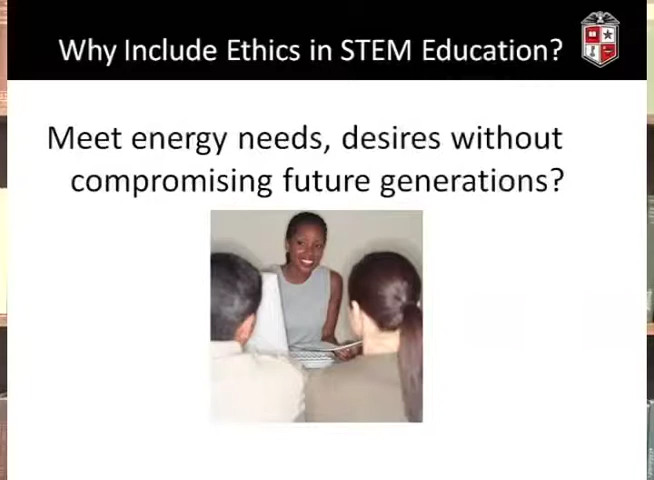 Why Include Ethics in STEM Education?
Meet energy needs, desires without
compromising future generations?